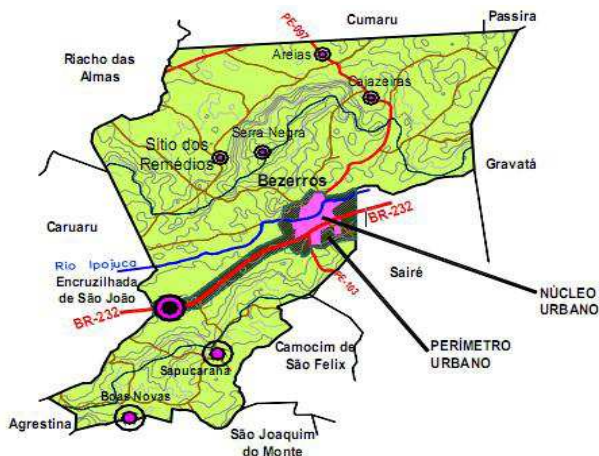 Cumaru
Passira
PE-097
Riacho das
Almas
Areias
Cajazeiras
Serra Negra
Sítio dos
Remédios
Bezerros
Gravatá
Caruaru
BR-232
Rio Ipojuca
Sairé
Encruzilhada
de São João
PE-103
NÚCLEO
URBANO
BR-232
PERÍMETRO
URBANO
Camocim de
São Felix
Sapucarana
Boas Novas
Agrestina
São Joaquim
do Monte